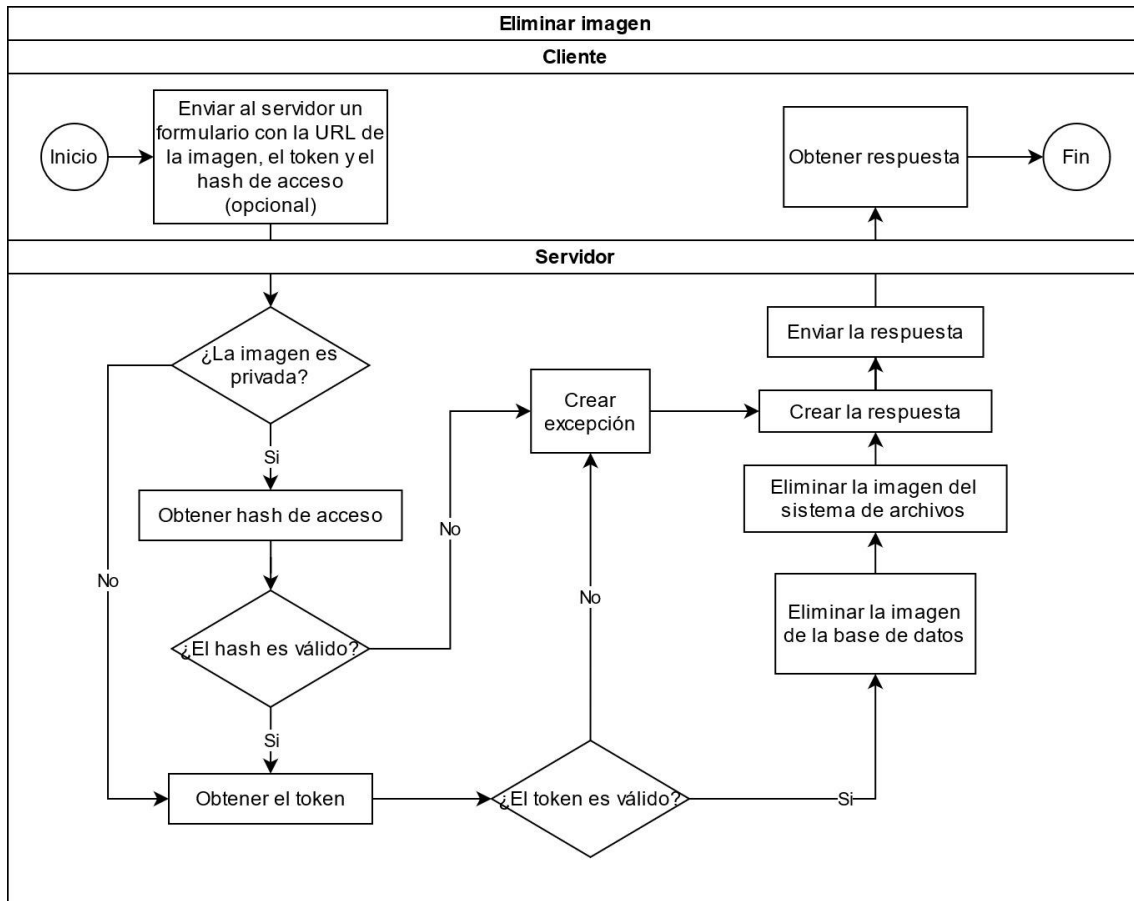 Eliminar imagen
Cliente
Inicio
Enviar al servidor un
formulario con la URL de
la imagen, el token y el
hash de acceso
(opcional)
Obtener respuesta
Fin
Servidor
¿La imagen es
privada?
Si
No
Obtener hash de acceso
¿El hash es válido?
No
Si
Obtener el token
¿El token es válido?
No
Si
Crear
excepción
Eliminar la imagen
de la base de datos
Eliminar la imagen del
sistema de archivos
Crear la respuesta
Enviar la respuesta